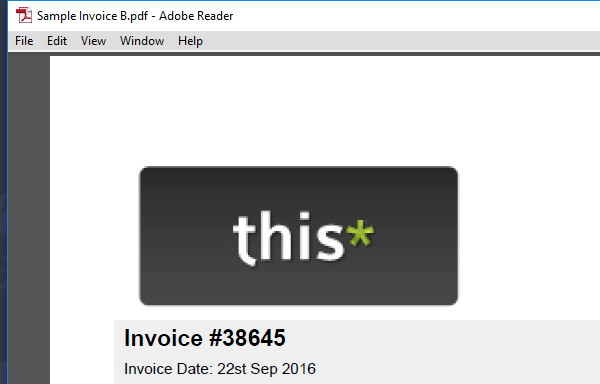 Sample Invoice B.pdf - Adobe Reader
File Edit View Window Help
this*
Invoice #38645
Invoice Date: 22st Sep 2016